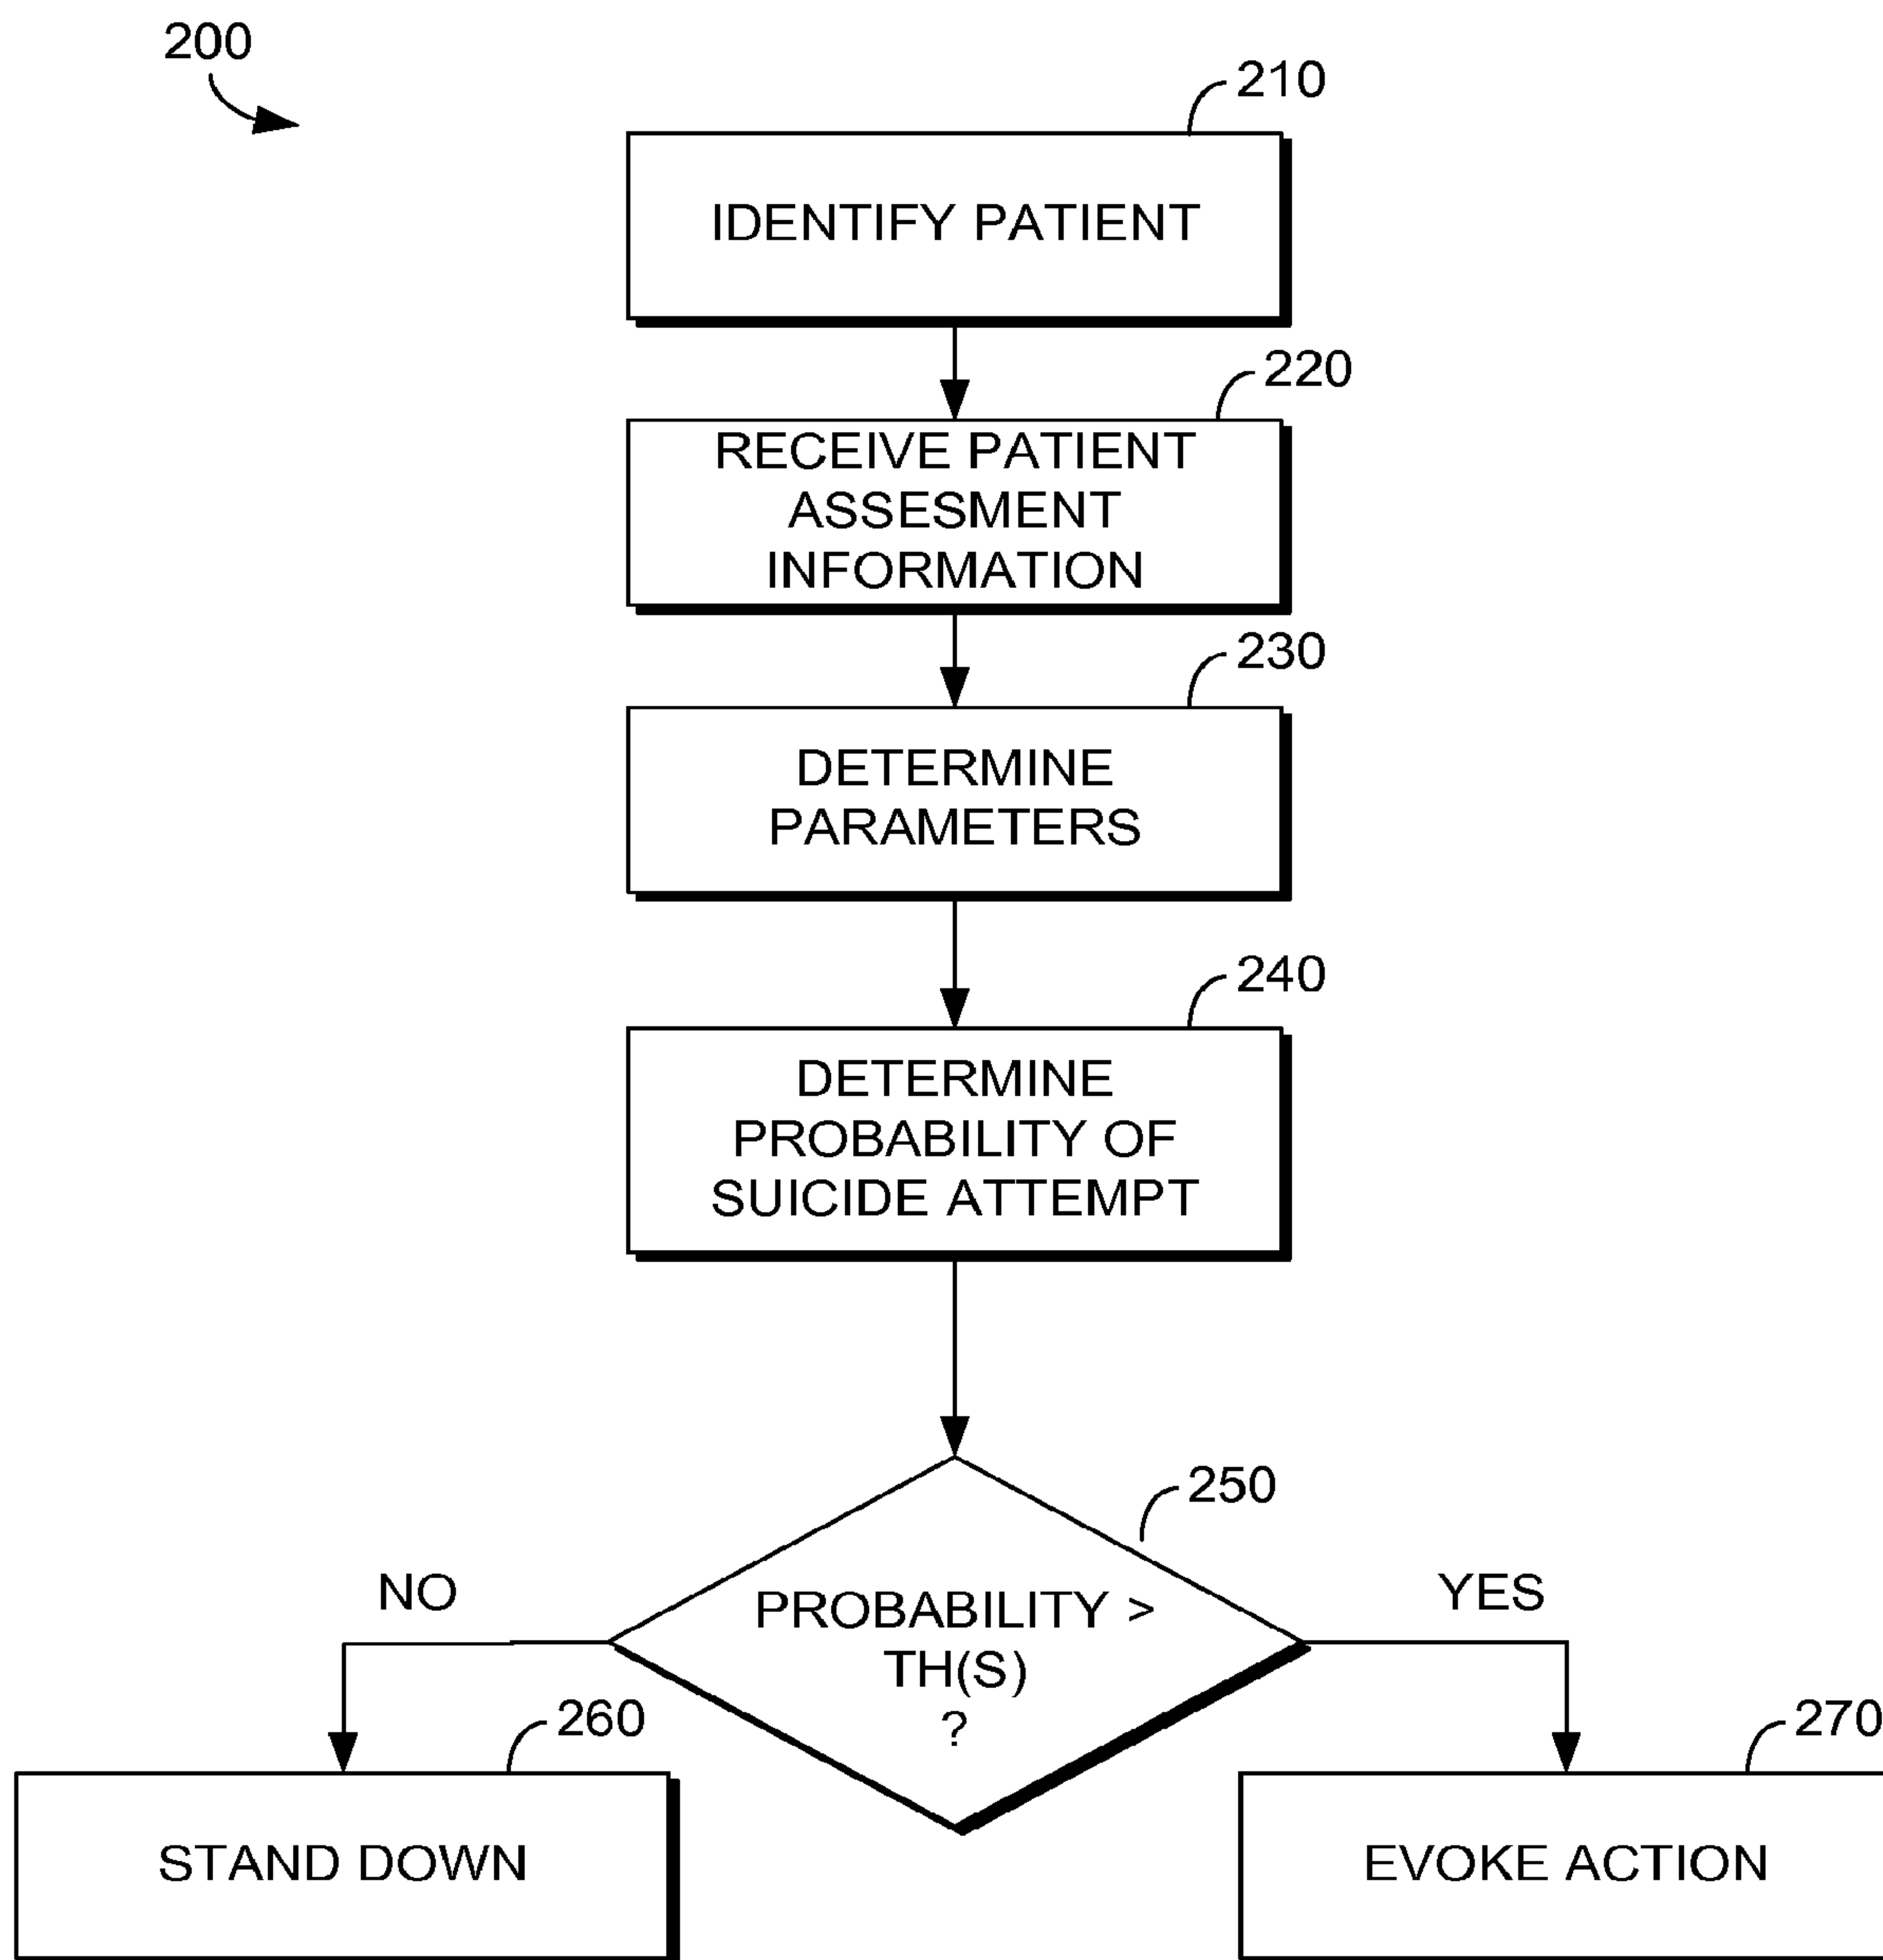 200
210
IDENTIFY PATIENT
220
RECEIVE PATIENT
ASSESMENT
INFORMATION
230
DETERMINE
PARAMETERS
240
DETERMINE
PROBABILITY OF
SUICIDE ATTEMPT
250
PROBABILITY >
TH(S)
?
NO
YES
260
STAND DOWN
270
EVOKE ACTION